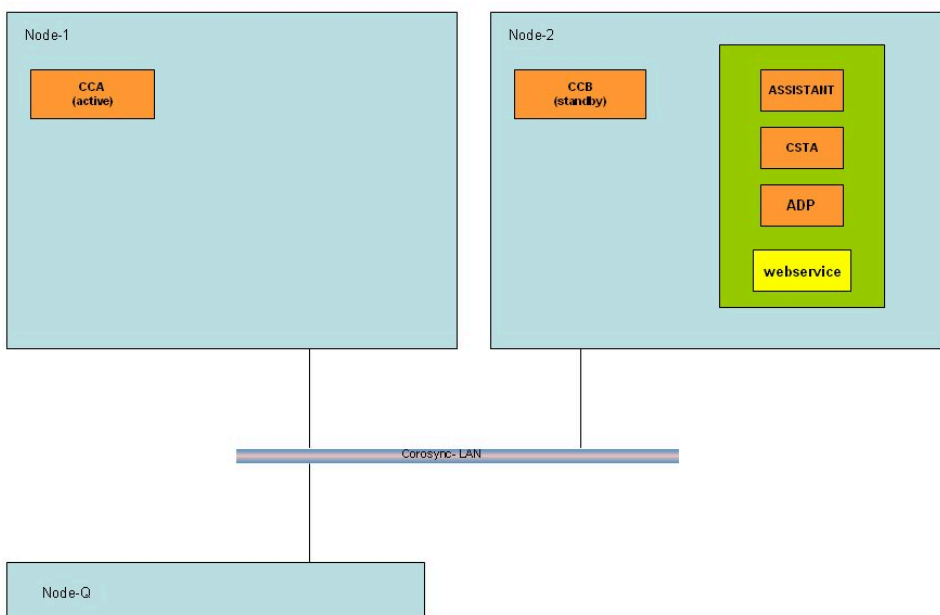 Node-1
CCA
(active)
Node-2
CCB
(standby)
ASSISTANT
CSTA
ADP
webservice
Corosync- LAN
Node-Q